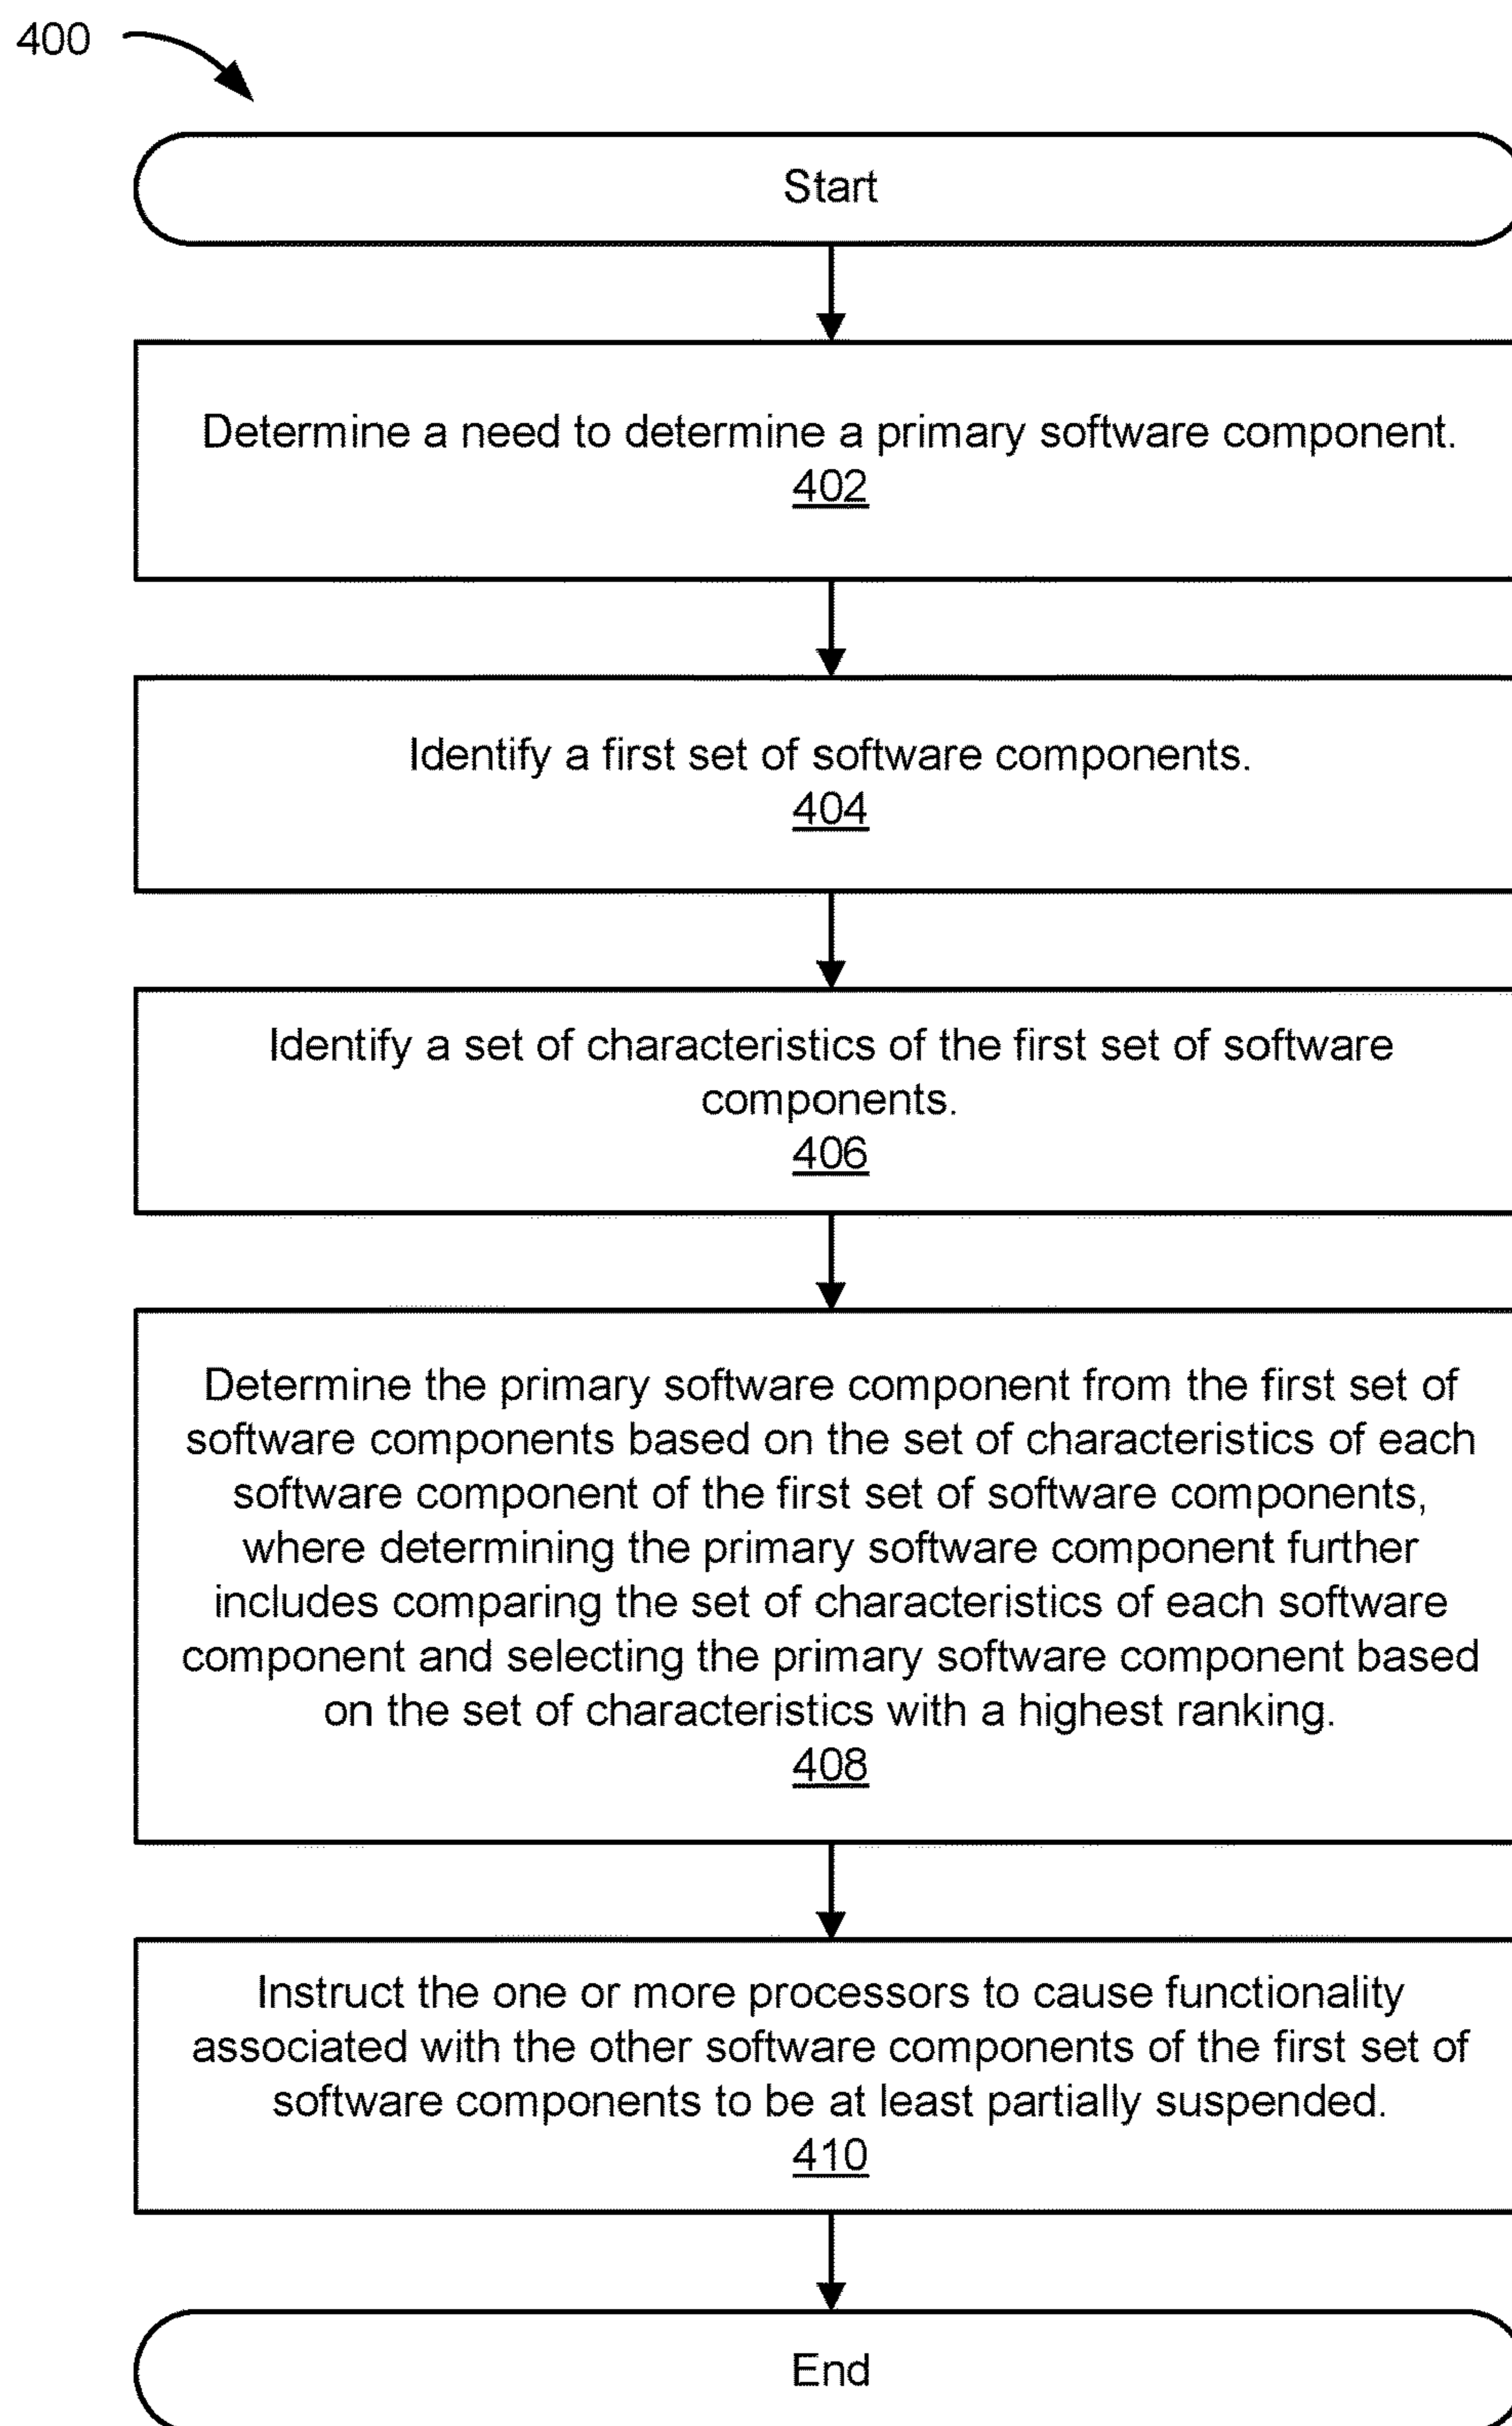 400
Start
Determine a need to determine a primary software component.
402
Identify a first set of software components.
404
Identify a set of characteristics of the first set of software
components.
406
Determine the primary software component from the first set of
software components based on the set of characteristics of each
software component of the first set of software components,
where determining the primary software component further
includes comparing the set of characteristics of each software
component and selecting the primary software component based
on the set of characteristics with a highest ranking.
408
Instruct the one or more processors to cause functionality
associated with the other software components of the first set of
software components to be at least partially suspended.
410
End